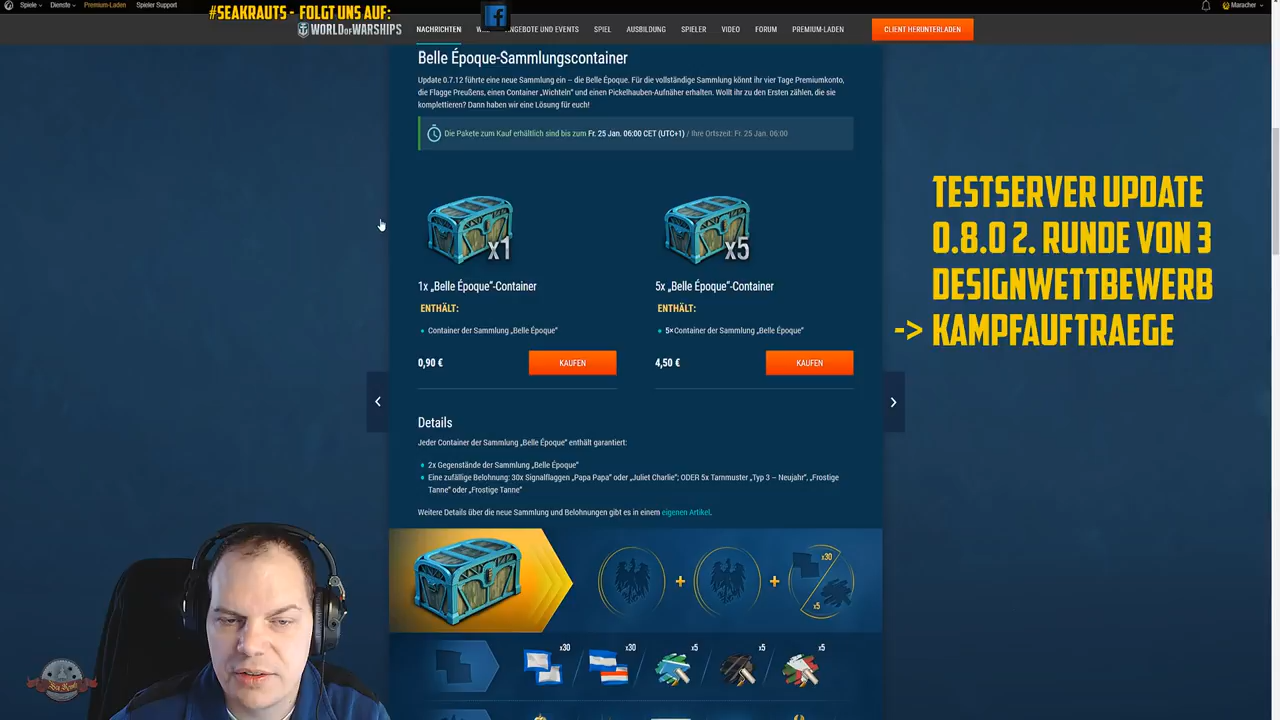 Spiele
Dienste
Premium-Laden
Spieler Support
Maracher
#SEAKRAUTS - FOLGT UNS AUF:
WORLD OF WARSHIPS
NACHRICHTEN
ANGEBOTE UND EVENTS
SPIEL
AUSBILDUNG
SPIELER
VIDEO
FORUM
PREMIUM-LADEN
CLIENT HERUNTERLADEN
Belle Époque-Sammlungscontainer
Update 0.7.12 führte eine neue Sammlung ein – die Belle Époque. Für die vollständige Sammlung könnt ihr vier Tage Premiumkonto,
die Flagge Preußens, einen Container „Wichteln“ und einen Pickelhauben-Aufnäher erhalten. Wollt ihr zu den Ersten zählen, die sie
komplettieren? Dann haben wir eine Lösung für euch!
Die Pakete zum Kauf erhältlich sind bis zum Fr. 25 Jan. 06:00 CET (UTC+1) / Ihre Ortszeit: Fr. 25 Jan. 06:00
x1
x5
1x „Belle Époque“-Container
5x „Belle Époque“-Container
ENTHÄLT:
ENTHÄLT:
Container der Sammlung „Belle Époque“
5×Container der Sammlung „Belle Époque“
0,90 €
KAUFEN
4,50 €
KAUFEN
TESTSERVER UPDATE
0.8.0 2. RUNDE VON 3
DESIGNWETTBEWERB
-> KAMPFAUFTRAEGE
Details
Jeder Container der Sammlung „Belle Époque“ enthält garantiert:
2x Gegenstände der Sammlung „Belle Époque“
Eine zufällige Belohnung: 30x Signalflaggen „Papa Papa“ oder „Juliet Charlie“; ODER 5x Tarnmuster „Typ 3 – Neujahr“, „Frostige
Tanne“ oder „Frostige Tanne“
Weitere Details über die neue Sammlung und Belohnungen gibt es in einem eigenen Artikel.
+
+
x30
x5
x30
x30
x5
x5
x5